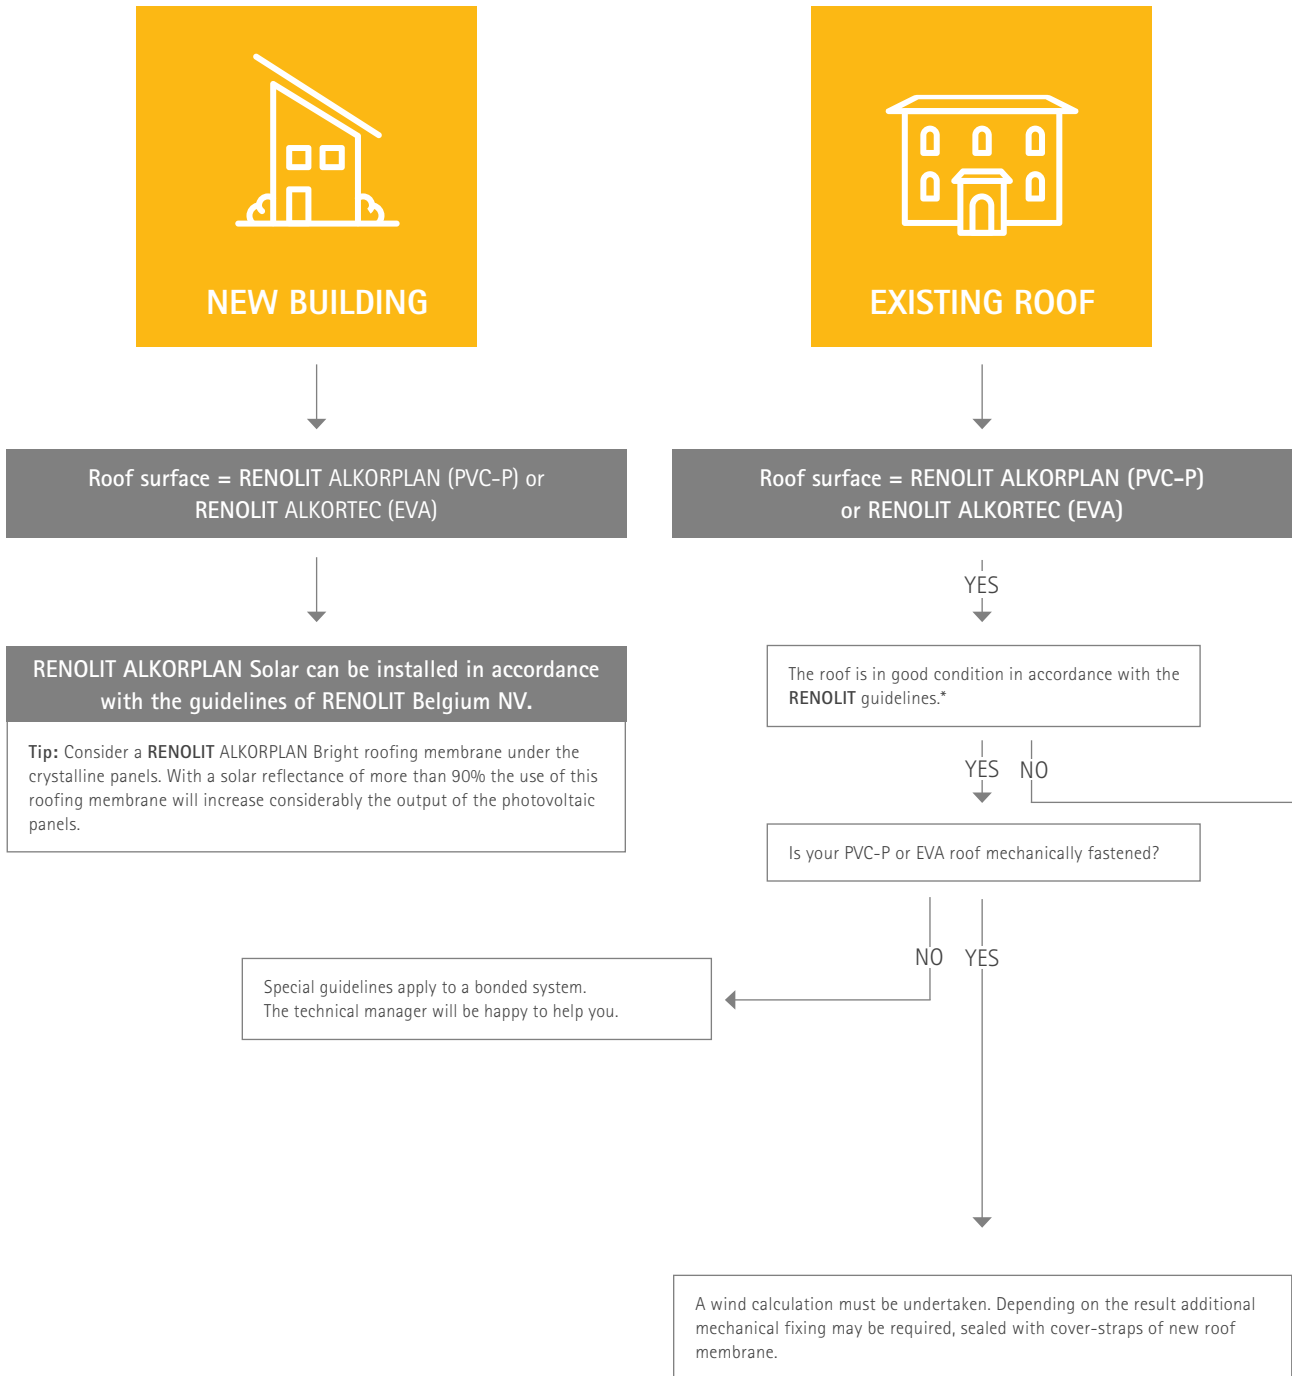 NEW BUILDING
Roof surface = RENOLIT ALKORPLAN (PVC-P) or
RENOLIT ALKORTEC (EVA)
RENOLIT ALKORPLAN Solar can be installed in accordance
with the guidelines of RENOLIT Belgium NV.
Tip: Consider a RENOLIT ALKORPLAN Bright roofing membrane under the
crystalline panels. With a solar reflectance of more than 90% the use of this
roofing membrane will increase considerably the output of the photovoltaic
panels.
EXISTING ROOF
Roof surface = RENOLIT ALKORPLAN (PVC-P)
or RENOLIT ALKORTEC (EVA)
YES
The roof is in good condition in accordance with the
RENOLIT guidelines.*
YES NO
Is your PVC-P or EVA roof mechanically fastened?
NO YES
Special guidelines apply to a bonded system.
The technical manager will be happy to help you.
A wind calculation must be undertaken. Depending on the result additional
mechanical fixing may be required, sealed with cover-straps of new roof
membrane.